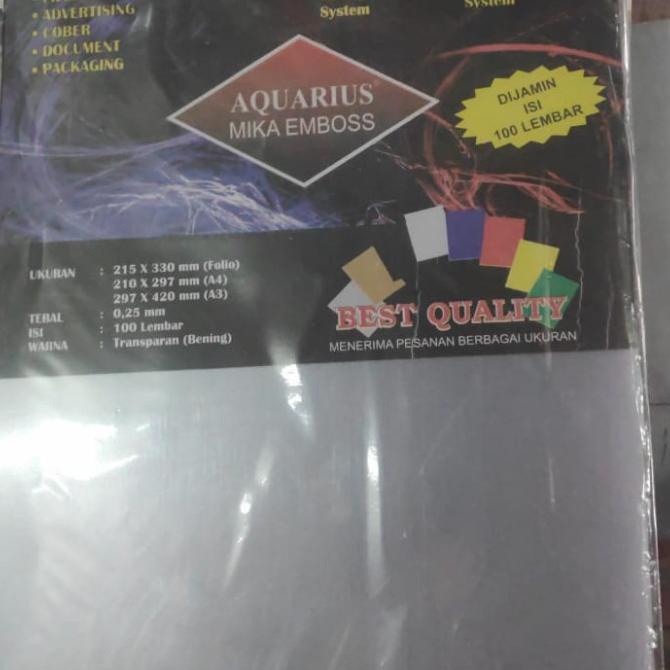 • ADVERTISING
• COBER
• DOCUMENT
• PACKAGING
System
System
AQUARIUS®
MIKA EMBOSS
DIJAMIN
ISI
100 LEMBAR
UKURAN : 215 X 330 mm (Folio)
210 X 297 mm (A4)
297 X 420 mm (A3)
TEBAL : 0,25 mm
ISI : 100 Lembar
WARNA : Transparan (Bening)
BEST QUALITY
MENERIMA PESANAN BERBAGAI UKURAN